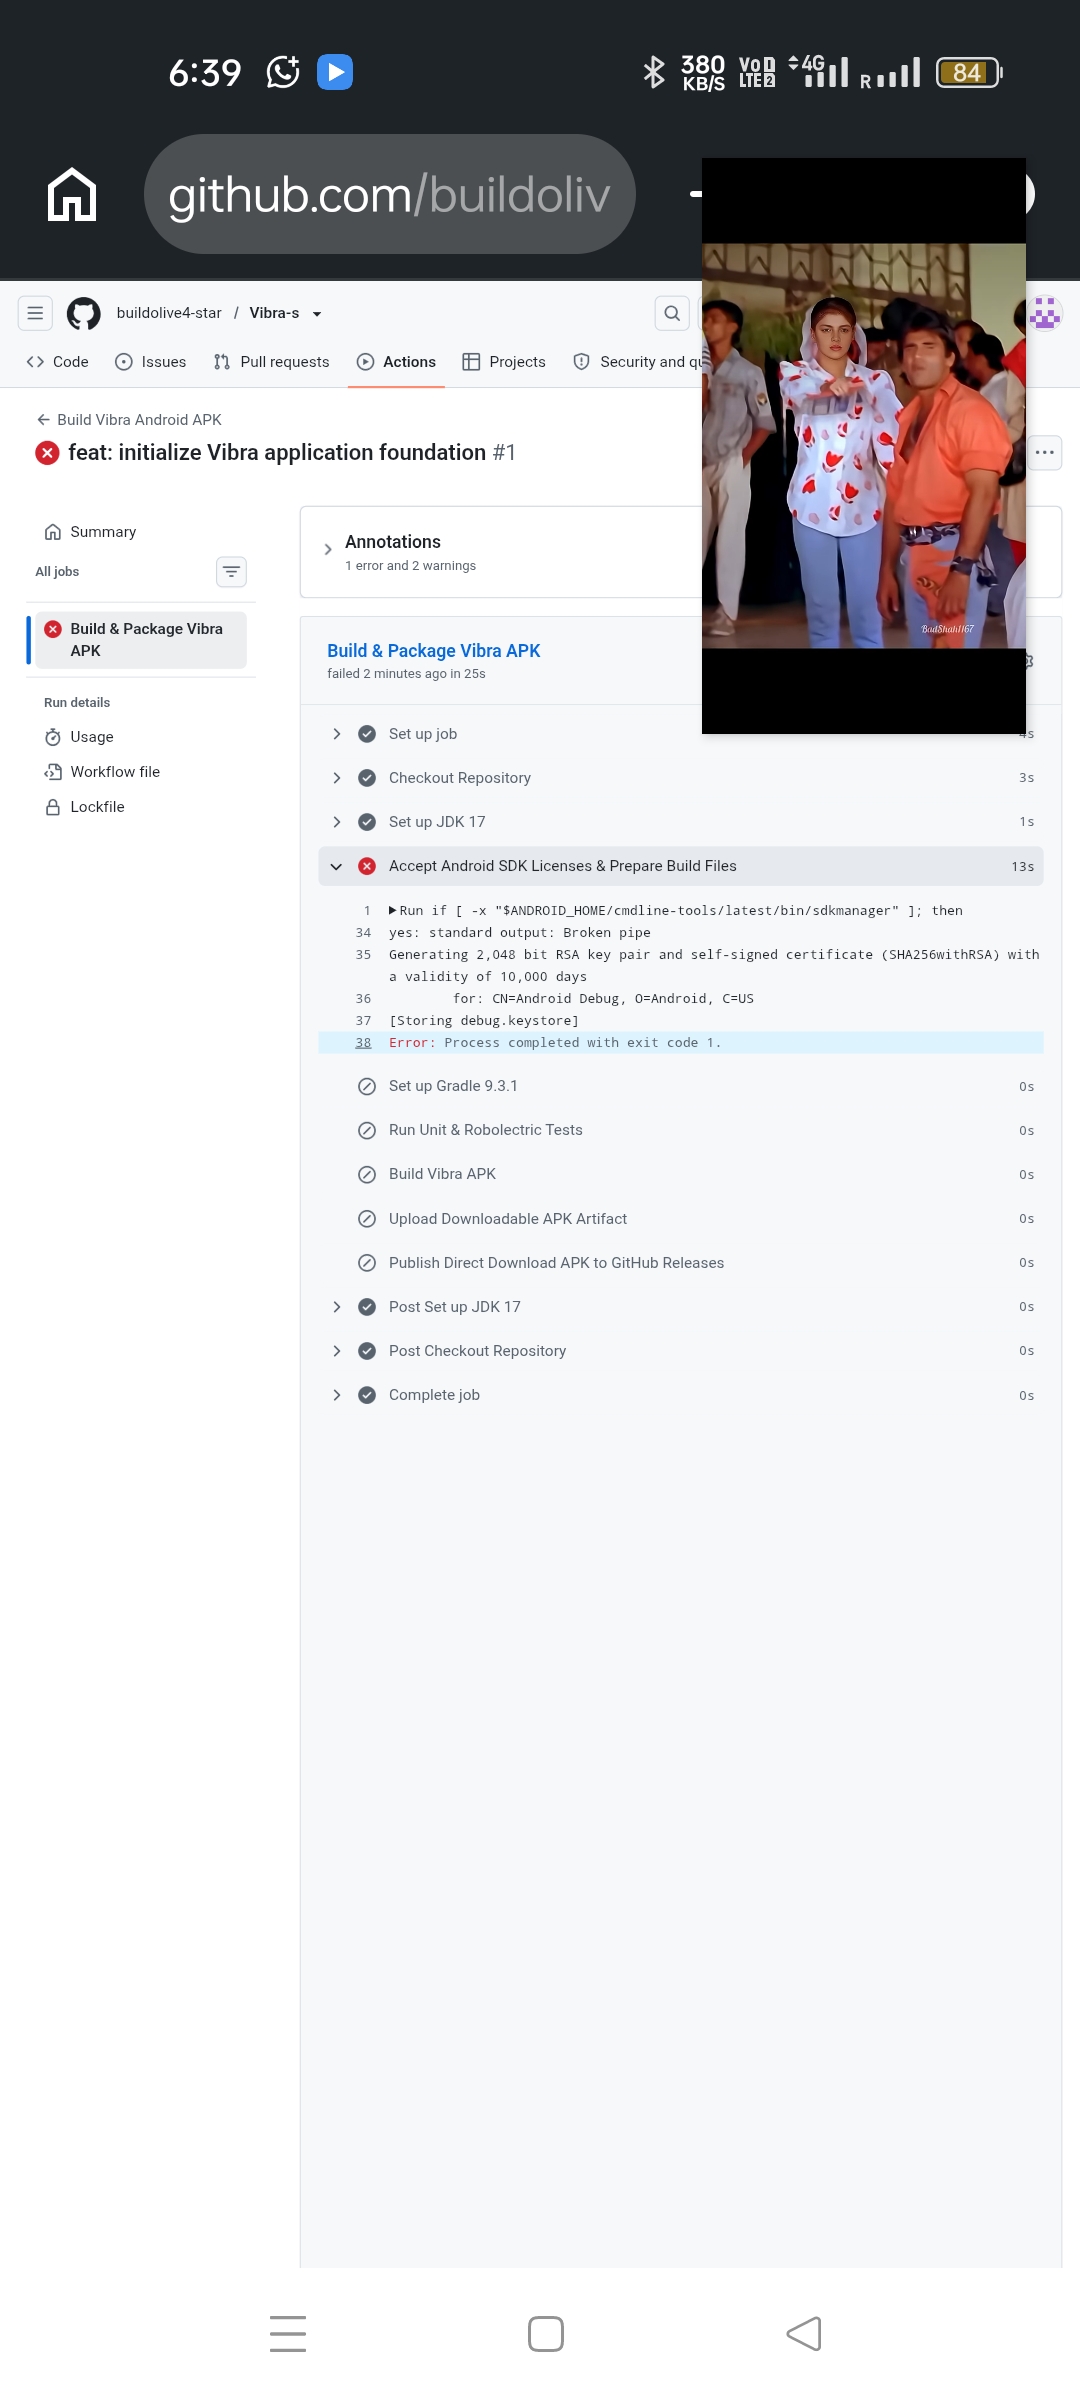 6:39
380
KB/S
Vo 1
LTE 2
4G
R
84
github.com/buildoliv
buildolive4-star / Vibra-s
Code
Issues
Pull requests
Actions
Projects
Security and qu
Build Vibra Android APK
feat: initialize Vibra application foundation #1
Summary
All jobs
Build & Package Vibra
APK
Run details
Usage
Workflow file
Lockfile
Annotations
1 error and 2 warnings
BadShah1167
Build & Package Vibra APK
failed 2 minutes ago in 25s
Set up job 4s
Checkout Repository 3s
Set up JDK 17 1s
Accept Android SDK Licenses & Prepare Build Files 13s
1 Run if [ -x "$ANDROID_HOME/cmdline-tools/latest/bin/sdkmanager" ]; then
34 yes: standard output: Broken pipe
35 Generating 2,048 bit RSA key pair and self-signed certificate (SHA256withRSA) with
a validity of 10,000 days
36 for: CN=Android Debug, O=Android, C=US
37 [Storing debug.keystore]
38 Error: Process completed with exit code 1.
Set up Gradle 9.3.1 0s
Run Unit & Robolectric Tests 0s
Build Vibra APK 0s
Upload Downloadable APK Artifact 0s
Publish Direct Download APK to GitHub Releases 0s
Post Set up JDK 17 0s
Post Checkout Repository 0s
Complete job 0s